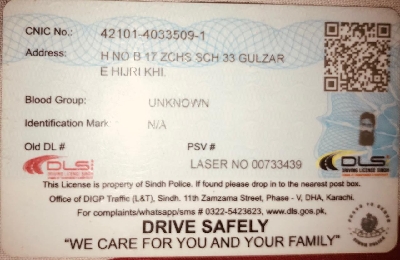 CNIC No.: 42101-4033509-1
Address: H NO B 17 ZCHS SCH 33 GULZAR
E HIJRI KHI.
Blood Group: UNKNOWN
Identification Mark: N/A
Old DL # PSV #
DLS LASER NO 00733439 DLS
DRIVING LICENSE SINDH
This License is property of Sindh Police. If found please drop in to the nearest post box.
Office of DIGP Traffic (L&T), Sindh. 11th Zamzama Street, Phase - V, DHA, Karachi.
For complaints/whatsapp/sms # 0322-5423623, www.dls.gos.pk,
DRIVE SAFELY
"WE CARE FOR YOU AND YOUR FAMILY"